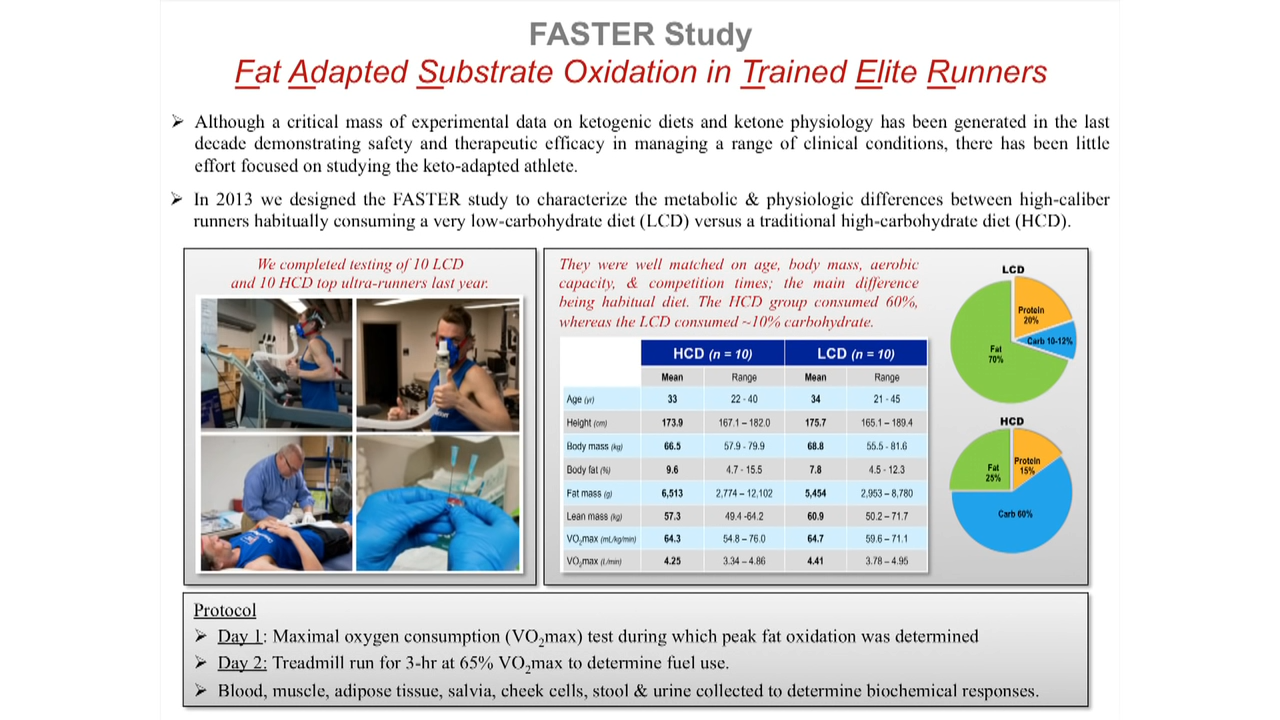 FASTER Study
Fat Adapted Substrate Oxidation in Trained Elite Runners
➢ Although a critical mass of experimental data on ketogenic diets and ketone physiology has been generated in the last
decade demonstrating safety and therapeutic efficacy in managing a range of clinical conditions, there has been little
effort focused on studying the keto-adapted athlete.
➢ In 2013 we designed the FASTER study to characterize the metabolic & physiologic differences between high-caliber
runners habitually consuming a very low-carbohydrate diet (LCD) versus a traditional high-carbohydrate diet (HCD).
We completed testing of 10 LCD
and 10 HCD top ultra-runners last year.
They were well matched on age, body mass, aerobic
capacity, & competition times; the main difference
being habitual diet. The HCD group consumed 60%,
whereas the LCD consumed ~10% carbohydrate.
HCD (n = 10) LCD (n = 10)
Mean Range Mean Range
Age (yr) 33 22 - 40 34 21 - 45
Height (cm) 173.9 167.1 – 182.0 175.7 165.1 – 189.4
Body mass (kg) 66.5 57.9 - 79.9 68.8 55.5 - 81.6
Body fat (%) 9.6 4.7 - 15.5 7.8 4.5 - 12.3
Fat mass (g) 6,513 2,774 – 12,102 5,454 2,953 – 8,780
Lean mass (kg) 57.3 49.4 -64.2 60.9 50.2 – 71.7
VO₂max (mL/kg/min) 64.3 54.8 – 76.0 64.7 59.6 – 71.1
VO₂max (L/min) 4.25 3.34 – 4.86 4.41 3.78 – 4.95
LCD
Protein
20%
Carb 10-12%
Fat
70%
HCD
Protein
15%
Fat
25%
Carb 60%
Protocol
➢ Day 1: Maximal oxygen consumption (VO₂max) test during which peak fat oxidation was determined
➢ Day 2: Treadmill run for 3-hr at 65% VO₂max to determine fuel use.
➢ Blood, muscle, adipose tissue, salvia, cheek cells, stool & urine collected to determine biochemical responses.